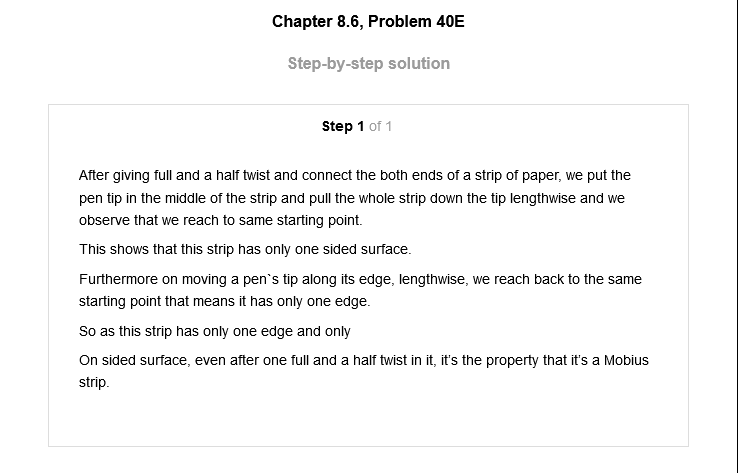 Chapter 8.6, Problem 40E
Step-by-step solution
Step 1 of 1
After giving full and a half twist and connect the both ends of a strip of paper, we put the
pen tip in the middle of the strip and pull the whole strip down the tip lengthwise and we
observe that we reach to same starting point.
This shows that this strip has only one sided surface.
Furthermore on moving a pen`s tip along its edge, lengthwise, we reach back to the same
starting point that means it has only one edge.
So as this strip has only one edge and only
On sided surface, even after one full and a half twist in it, it's the property that it's a Mobius
strip.